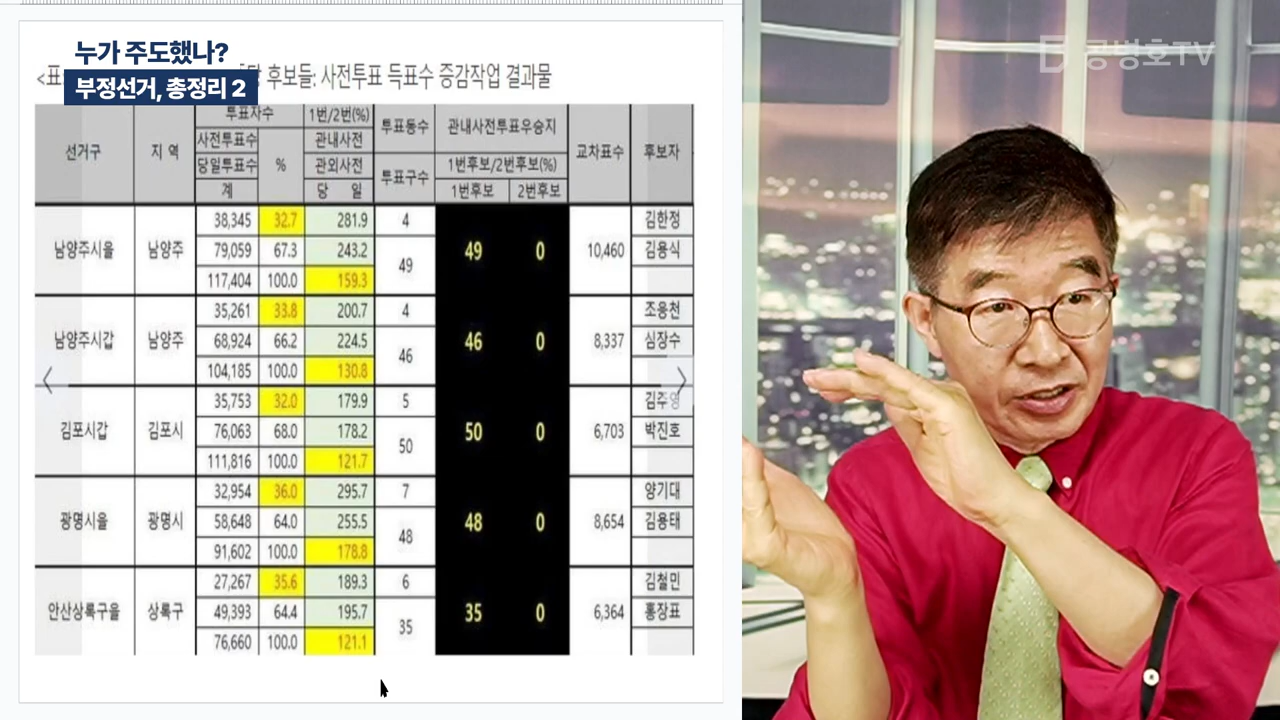 누가 주도했나?
부정선거, 총정리 2
<표
당 후보들: 사전투표 득표수 증감작업 결과물
공병호TV
선거구 지 역 투표자수 1번/2번(%) 투표동수 관내사전투표우승지 교차표수 후보자
사전투표수 % 관내사전
당일투표수 관외사전 투표구수 1번후보/2번후보(%)
계 당 일 1번후보 2번후보
남양주시을 남양주 38,345 32.7 281.9 4 49 0 10,460 김한정
79,059 67.3 243.2 49 김용식
117,404 100.0 159.3
남양주시갑 남양주 35,261 33.8 200.7 4 46 0 8,337 조응천
68,924 66.2 224.5 46 심장수
104,185 100.0 130.8
김포시갑 김포시 35,753 32.0 179.9 5 50 0 6,703 김주영
76,063 68.0 178.2 50 박진호
111,816 100.0 121.7
광명시을 광명시 32,954 36.0 295.7 7 48 0 8,654 양기대
58,648 64.0 255.5 48 김용태
91,602 100.0 178.8
안산상록구을 상록구 27,267 35.6 189.3 6 35 0 6,364 김철민
49,393 64.4 195.7 35 홍장표
76,660 100.0 121.1